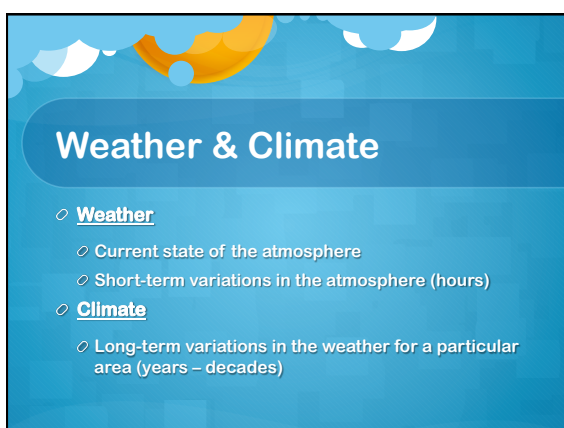 Weather & Climate
Weather
Current state of the atmosphere
Short-term variations in the atmosphere (hours)
Climate
Long-term variations in the weather for a particular
area (years – decades)